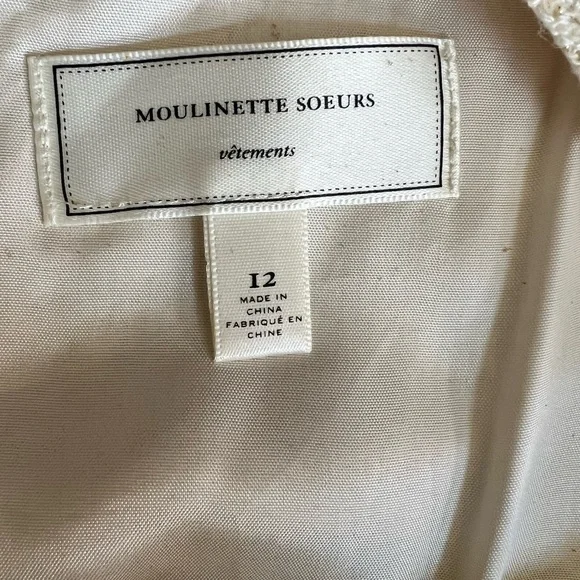 MOULINETTE SOEURS
vêtements
12
MADE IN
CHINA
FABRIQUÉ EN
CHINE